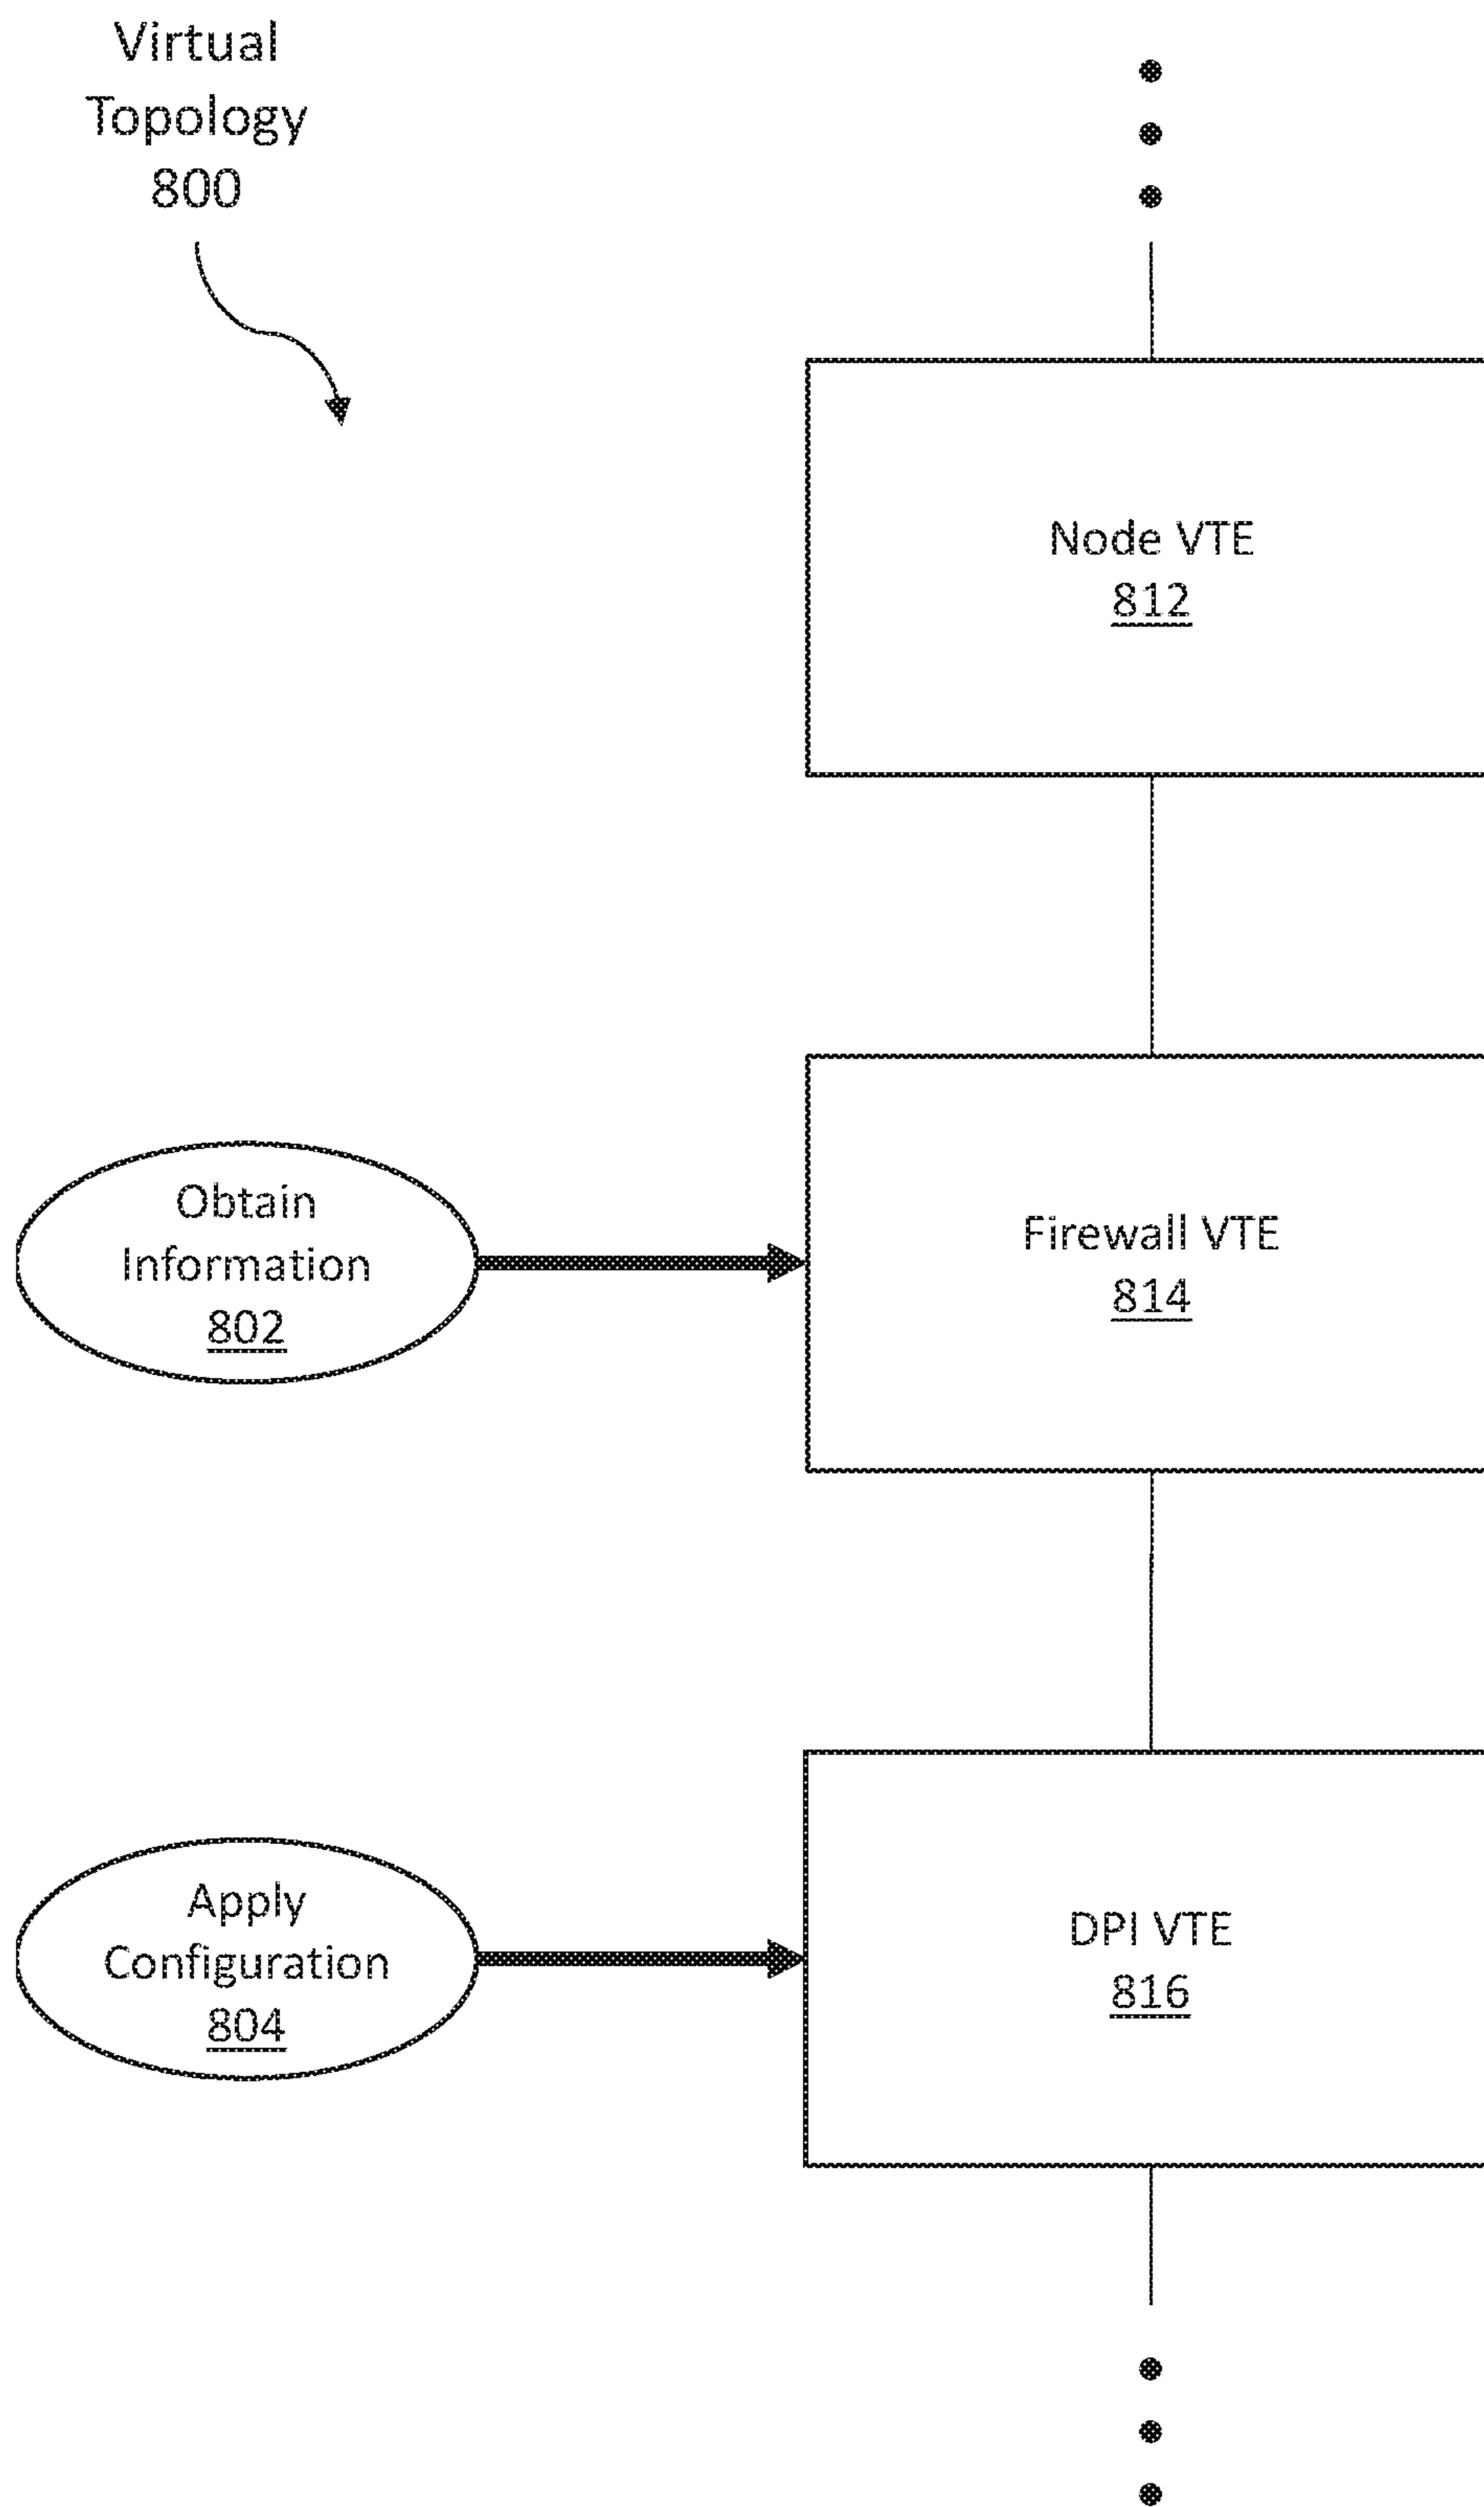 Virtual
Topology
800
Node VTE
812
Obtain
Information
802
Firewall VTE
814
Apply
Configuration
804
DPI VTE
816